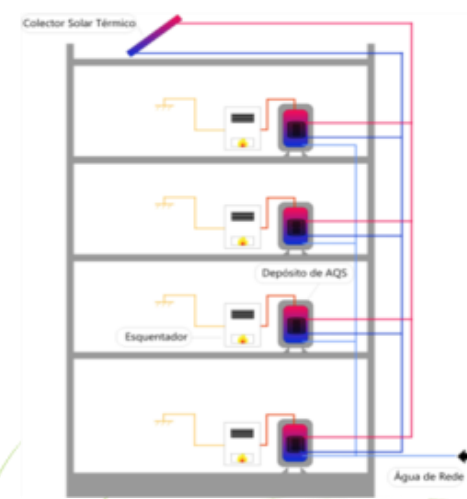 Colector Solar Térmico
Depósito de AQS
Esquentador
Água de Rede